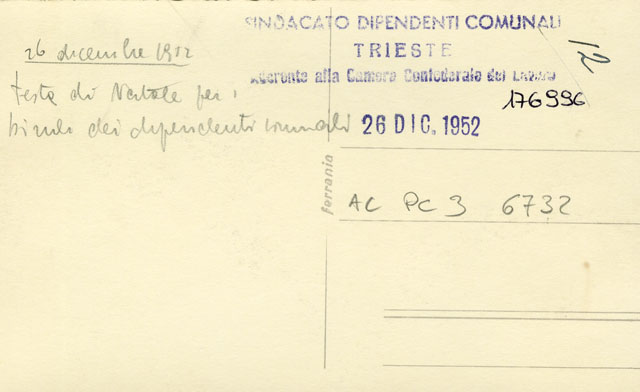 SINDACATO DIPENDENTI COMUNALI
TRIESTE
Aderente alla Camera Confederale del Lavoro
12
176996
26 DIC. 1952
26 dicembre 1952
festa di Natale per i
bimbi dei dipendenti comunali
ferrania
AC PC 3 6732